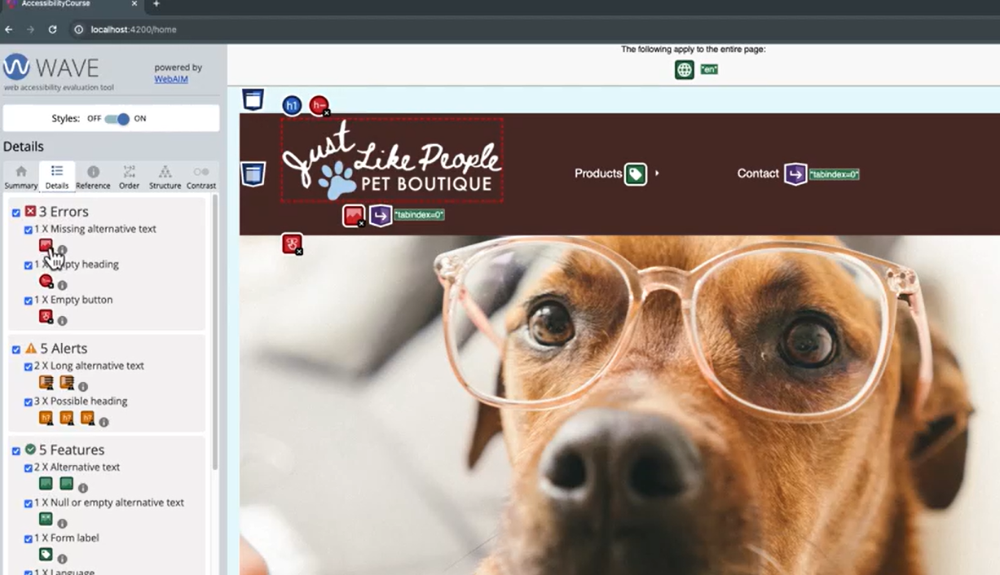 AccessibilityCourse
localhost:4200/home
WAVE
web accessibility evaluation tool
powered by
WebAIM
Styles: OFF ON
Details
Summary Details Reference Order Structure Contrast
3 Errors
1 X Missing alternative text
heading
1 X Empty button
5 Alerts
2 X Long alternative text
3 X Possible heading
h? h? h?
5 Features
2 X Alternative text
1 X Null or empty alternative text
1 X Form label
1 X Language
The following apply to the entire page:
"en"
h1 h-
Just Like People
PET BOUTIQUE
Products
Contact "tabindex=0"
"tabindex=0"